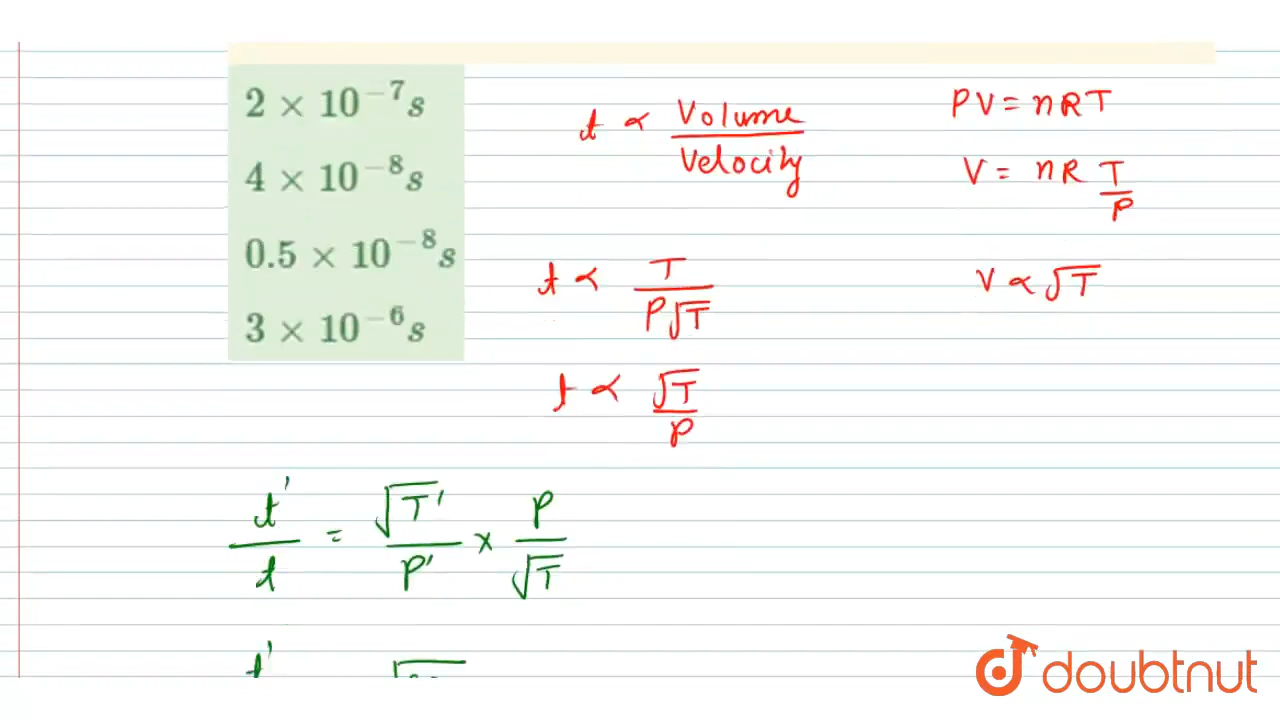 2 × 10⁻⁷ s
4 × 10⁻⁸ s
0.5 × 10⁻⁸ s
3 × 10⁻⁶ s
t ∝ Volume / Velocity
PV = nRT
V = nR T/P
t ∝ T / P√T
V ∝ √T
t ∝ √T / P
t' / t = √T' / P' × P / √T
t'
doubtnut